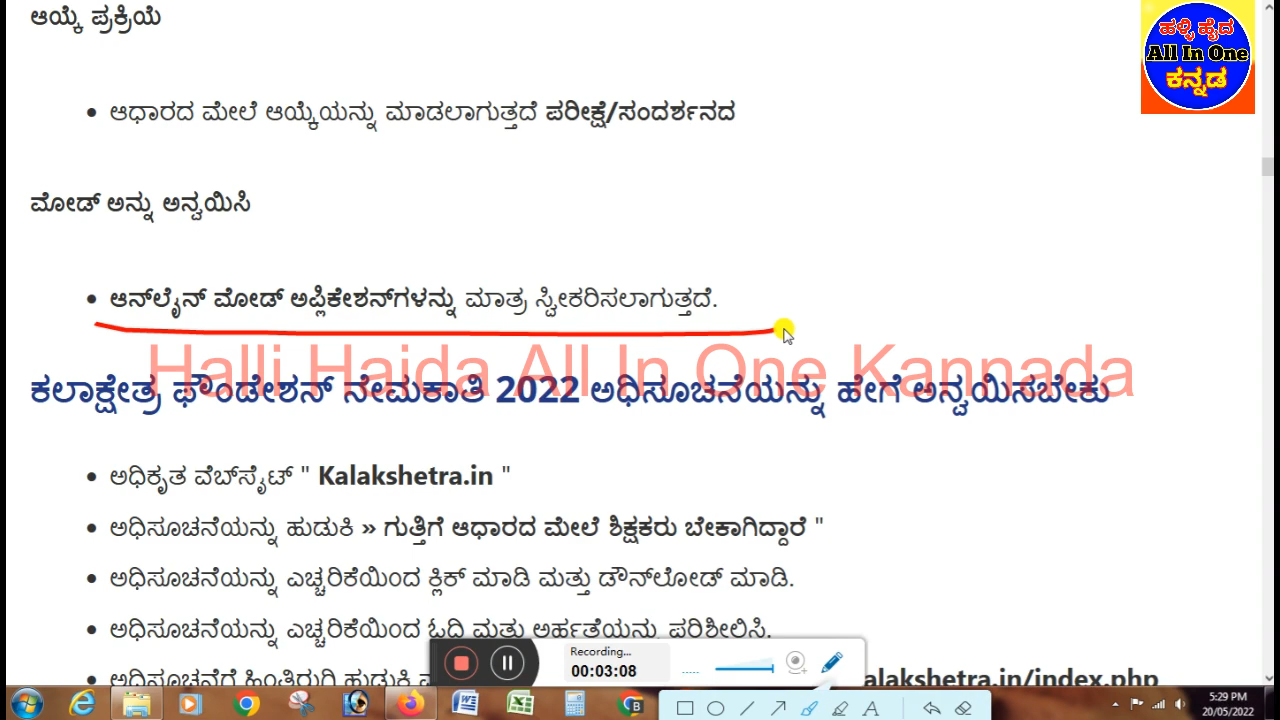 ಆಯ್ಕೆ ಪ್ರಕ್ರಿಯೆ
ಹಳ್ಳಿ ಹೈದ
All In One
ಕನ್ನಡ
ಆಧಾರದ ಮೇಲೆ ಆಯ್ಕೆಯನ್ನು ಮಾಡಲಾಗುತ್ತದೆ ಪರೀಕ್ಷೆ/ಸಂದರ್ಶನದ
ಮೋಡ್ ಅನ್ನು ಅನ್ವಯಿಸಿ
ಆನ್‌ಲೈನ್ ಮೋಡ್ ಅಪ್ಲಿಕೇಶನ್‌ಗಳನ್ನು ಮಾತ್ರ ಸ್ವೀಕರಿಸಲಾಗುತ್ತದೆ.
Halli Haida All In One Kannada
ಕಲಾಕ್ಷೇತ್ರ ಫೌಂಡೇಶನ್ ನೇಮಕಾತಿ 2022 ಅಧಿಸೂಚನೆಯನ್ನು ಹೇಗೆ ಅನ್ವಯಿಸಬೇಕು
ಅಧಿಕೃತ ವೆಬ್‌ಸೈಟ್ " Kalakshetra.in "
ಅಧಿಸೂಚನೆಯನ್ನು ಹುಡುಕಿ » ಗುತ್ತಿಗೆ ಆಧಾರದ ಮೇಲೆ ಶಿಕ್ಷಕರು ಬೇಕಾಗಿದ್ದಾರೆ "
ಅಧಿಸೂಚನೆಯನ್ನು ಎಚ್ಚರಿಕೆಯಿಂದ ಕ್ಲಿಕ್ ಮಾಡಿ ಮತ್ತು ಡೌನ್‌ಲೋಡ್ ಮಾಡಿ.
ಅಧಿಸೂಚನೆಯನ್ನು ಎಚ್ಚರಿಕೆಯಿಂದ ಓದಿ ಮತ್ತು ಅರ್ಹತೆಯನ್ನು ಪರಿಶೀಲಿಸಿ.
ಅಧಿಸೂಚನೆಗೆ ಹಿಂತಿರುಗಿ ಹುಡುಕಿ alakshetra.in/index.php
Recording...
00:03:08
5:29 PM
20/05/2022